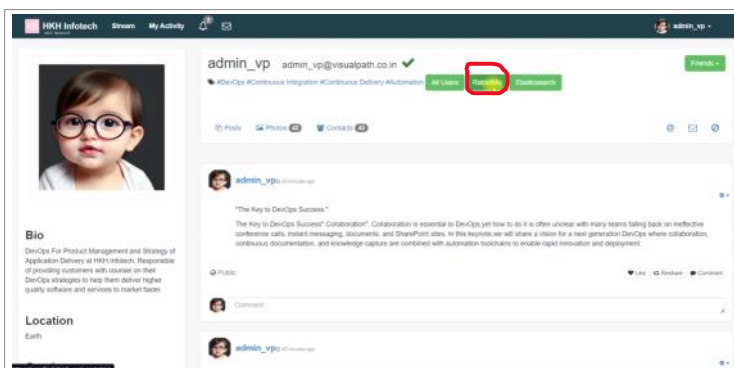 HKH Infotech Stream My Activity admin_vp
admin_vp admin_vp@visualpath.co.in
Friends
#DevOps #Continuous Integration #Continuous Delivery #Automation All Users RabbitMq Elasticsearch
Posts Photos Contacts
admin_vp
"The Key to DevOps Success."
The Key to DevOps Success" Collaboration". Collaboration is essential to DevOps,yet how to do it is often unclear with many teams falling back on ineffective
conference calls, instant messaging, documents, and SharePoint sites. In this keynote,we will share a vision for a next generation DevOps where collaboration,
continuous documentation, and knowledge capture are combined with automation toolchains to enable rapid innovation and deployment.
Public Like Reshare Comment
Comment
admin_vp
Bio
DevOps For Product Management and Strategy of
Application Delivery at HKH Infotech. Responsible
of providing customers with counsel on their
DevOps strategies to help them deliver higher
quality software and services to market faster.
Location
Earth